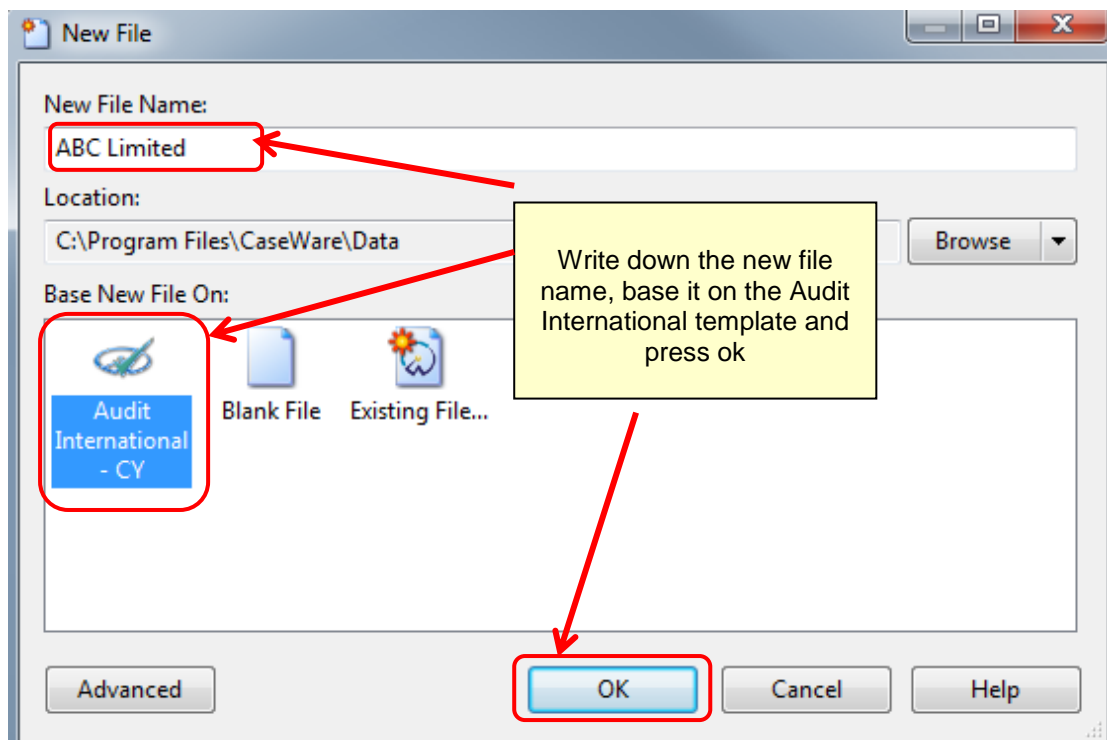 New File
New File Name:
ABC Limited
Location:
C:\Program Files\CaseWare\Data
Browse
Base New File On:
Write down the new file
name, base it on the Audit
International template and
press ok
Audit
International
- CY
Blank File
Existing File...
Advanced
OK
Cancel
Help